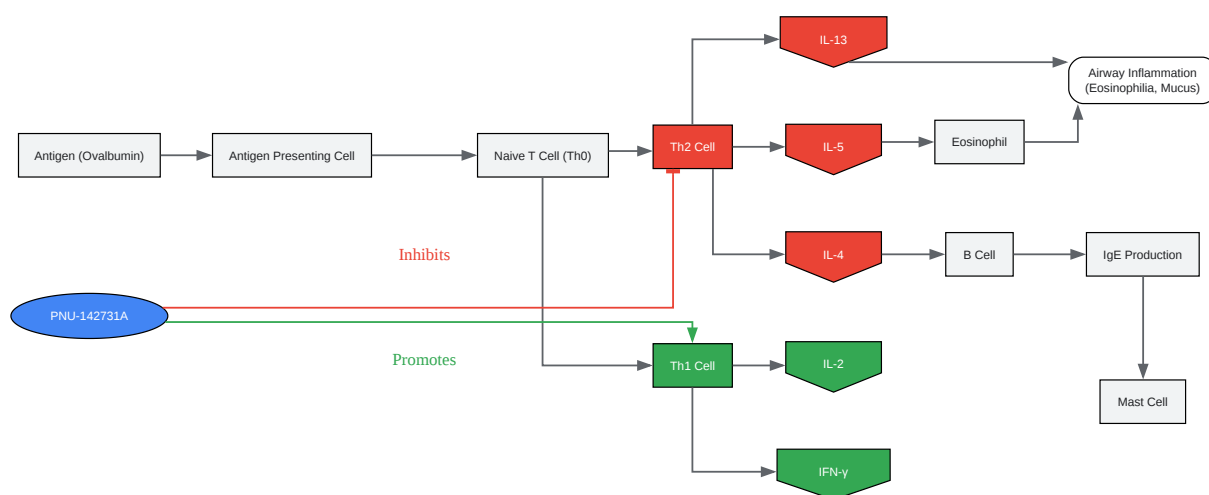 IL-13
Airway Inflammation
(Eosinophilia, Mucus)
Antigen (Ovalbumin)
Antigen Presenting Cell
Naive T Cell (Th0)
Th2 Cell
IL-5
Eosinophil
Inhibits
IL-4
B Cell
IgE Production
PNU-142731A
Promotes
Th1 Cell
IL-2
Mast Cell
IFN-γ